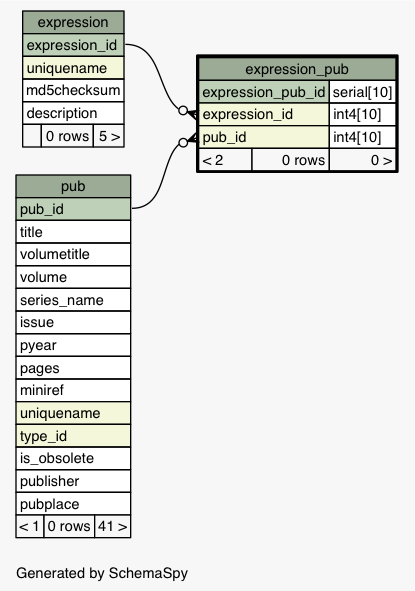 expression
expression_id
uniquename
md5checksum
description
0 rows 5 >
expression_pub
expression_pub_id serial[10]
expression_id int4[10]
pub_id int4[10]
< 2 0 rows 0 >
pub
pub_id
title
volumetitle
volume
series_name
issue
pyear
pages
miniref
uniquename
type_id
is_obsolete
publisher
pubplace
< 1 0 rows 41 >
Generated by SchemaSpy